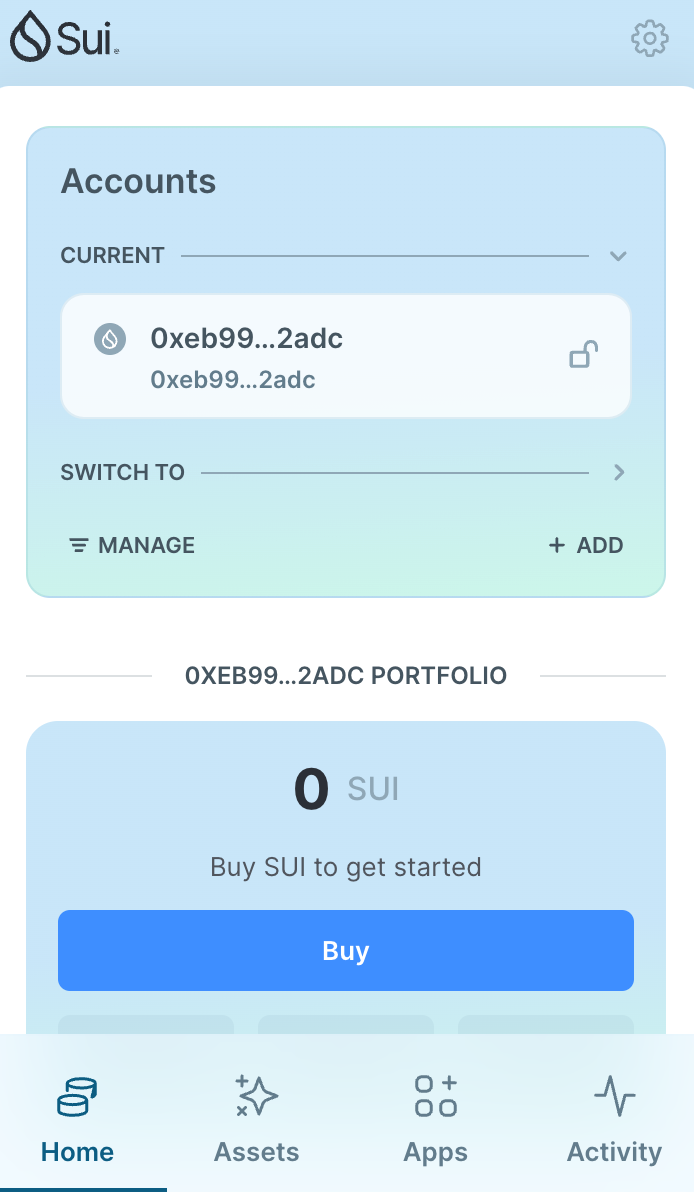 Sui
Accounts
CURRENT
0xeb99...2adc
0xeb99...2adc
SWITCH TO
MANAGE
+ ADD
0XEB99...2ADC PORTFOLIO
0 SUI
Buy SUI to get started
Buy
Home
Assets
Apps
Activity